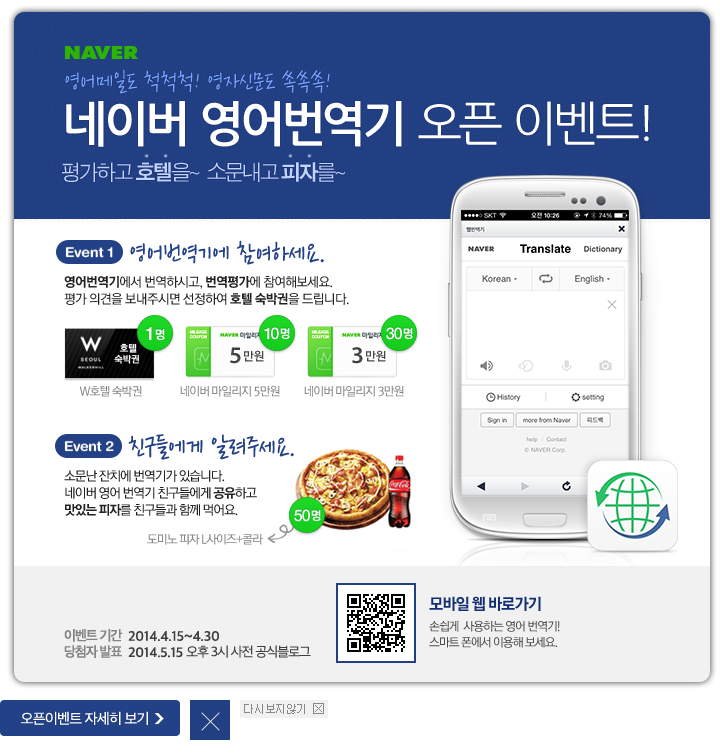 NAVER
영어메일도 척척척! 영자신문도 쏙쏙쏙!
네이버 영어번역기 오픈 이벤트!
평가하고 호텔을~ 소문내고 피자를~
Event 1 영어번역기에 참여하세요.
영어번역기에서 번역하시고, 번역평가에 참여해보세요.
평가 의견을 보내주시면 선정하여 호텔 숙박권을 드립니다.
W
SEOUL
WALKERHILL
호텔
숙박권
1명
W호텔 숙박권
MILEAGE
COUPON
NAVER 마일리지
5만원
10명
네이버 마일리지 5만원
MILEAGE
COUPON
NAVER 마일리지
3만원
30명
네이버 마일리지 3만원
Event 2 친구들에게 알려주세요.
소문난 잔치에 번역기가 있습니다.
네이버 영어 번역기 친구들에게 공유하고
맛있는 피자를 친구들과 함께 먹어요.
50명
Coca-Cola
도미노 피자 L사이즈+콜라
SKT 오전 10:26 74%
웹번역기
NAVER Translate Dictionary
Korean English
History setting
Sign in more from Naver 피드백
help Contact
© NAVER Corp.
이벤트 기간 2014.4.15~4.30
당첨자 발표 2014.5.15 오후 3시 사전 공식블로그
모바일 웹 바로가기
손쉽게 사용하는 영어 번역기!
스마트 폰에서 이용해 보세요.
오픈이벤트 자세히 보기
다시보지않기